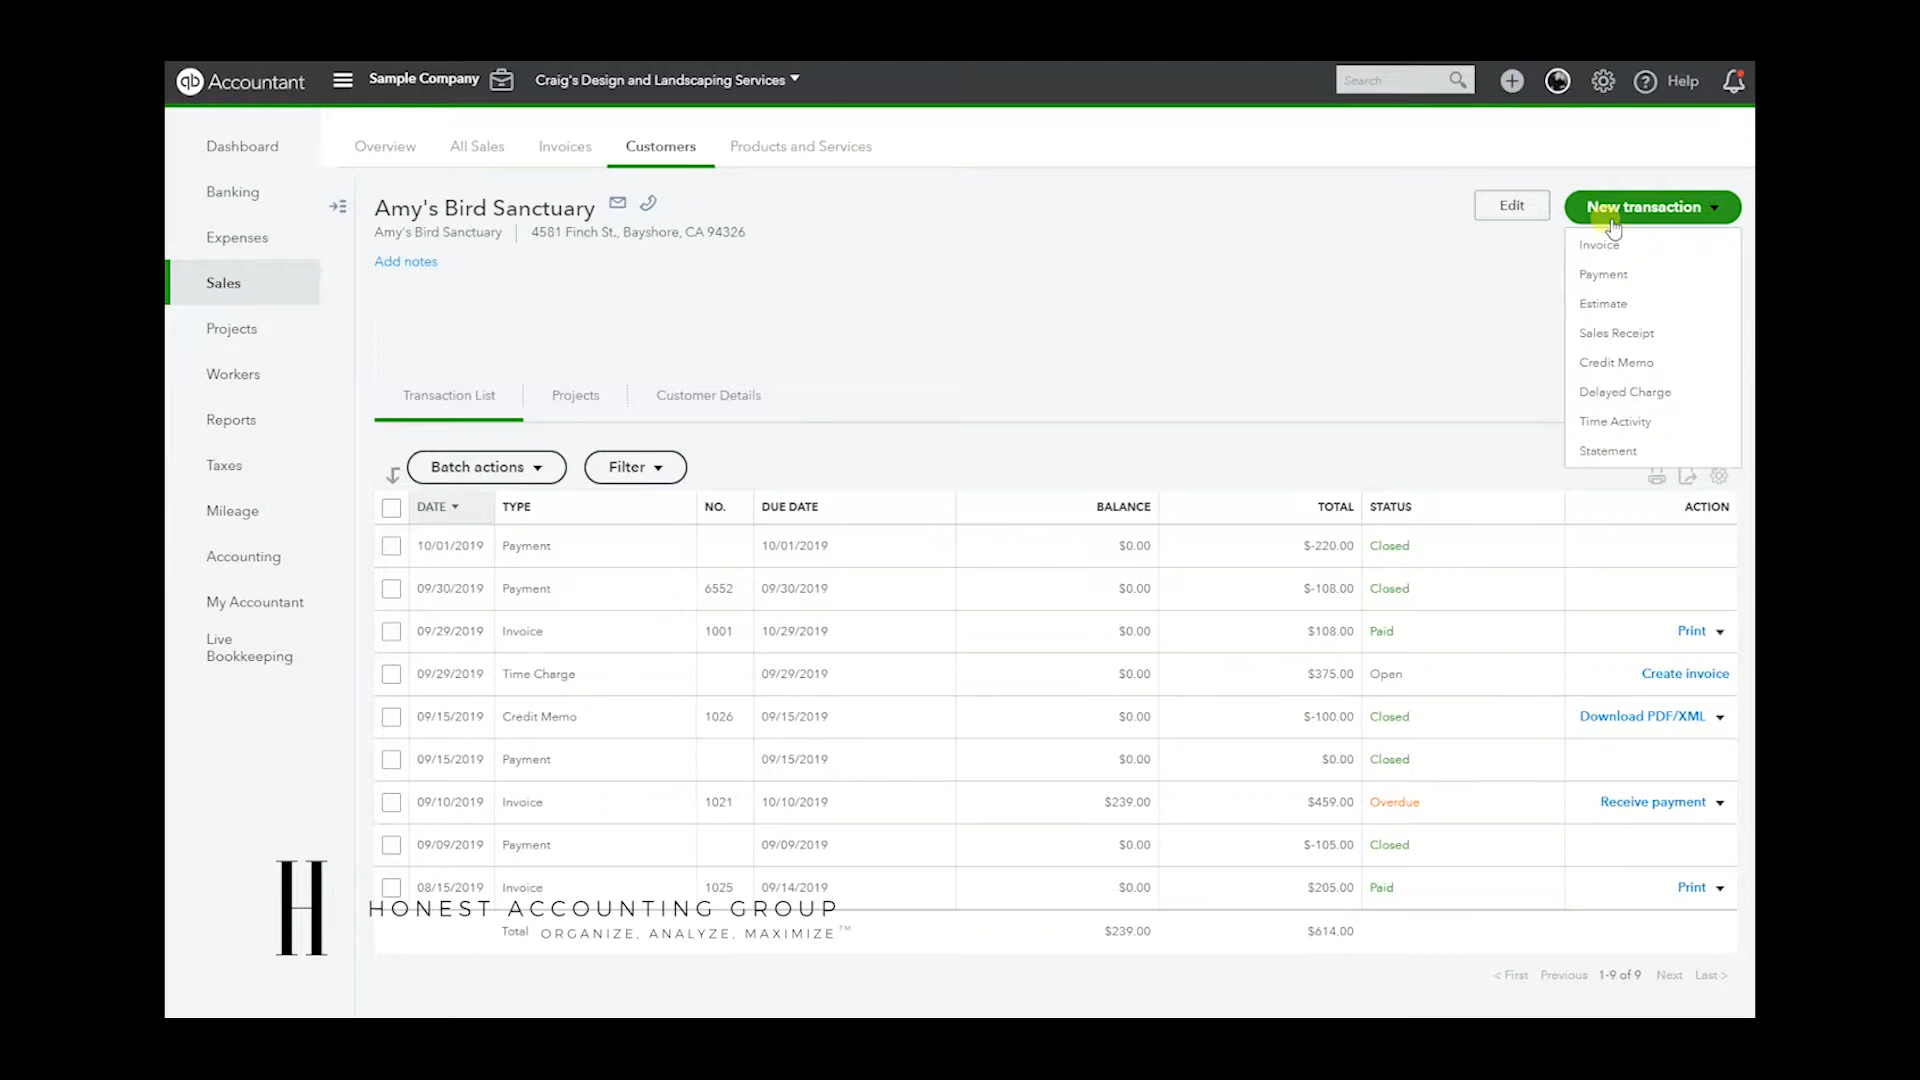 qb Accountant Sample Company Craig's Design and Landscaping Services Search Help
Dashboard
Banking
Expenses
Sales
Projects
Workers
Reports
Taxes
Mileage
Accounting
My Accountant
Live
Bookkeeping
Overview All Sales Invoices Customers Products and Services
Amy's Bird Sanctuary
Amy's Bird Sanctuary 4581 Finch St., Bayshore, CA 94326
Add notes
Edit New transaction
Invoice
Payment
Estimate
Sales Receipt
Credit Memo
Delayed Charge
Time Activity
Statement
Transaction List Projects Customer Details
Batch actions Filter
DATE TYPE NO. DUE DATE BALANCE TOTAL STATUS ACTION
10/01/2019 Payment 10/01/2019 $0.00 $-220.00 Closed
09/30/2019 Payment 6552 09/30/2019 $0.00 $-108.00 Closed
09/29/2019 Invoice 1001 10/29/2019 $0.00 $108.00 Paid Print
09/29/2019 Time Charge 09/29/2019 $0.00 $375.00 Open Create invoice
09/15/2019 Credit Memo 1026 09/15/2019 $0.00 $-100.00 Closed Download PDF/XML
09/15/2019 Payment 09/15/2019 $0.00 $0.00 Closed
09/10/2019 Invoice 1021 10/10/2019 $239.00 $459.00 Overdue Receive payment
09/09/2019 Payment 09/09/2019 $0.00 $-105.00 Closed
08/15/2019 Invoice 1025 09/14/2019 $0.00 $205.00 Paid Print
Total $239.00 $614.00
< First Previous 1-9 of 9 Next Last >
H
HONEST ACCOUNTING GROUP
ORGANIZE, ANALYZE, MAXIMIZE™